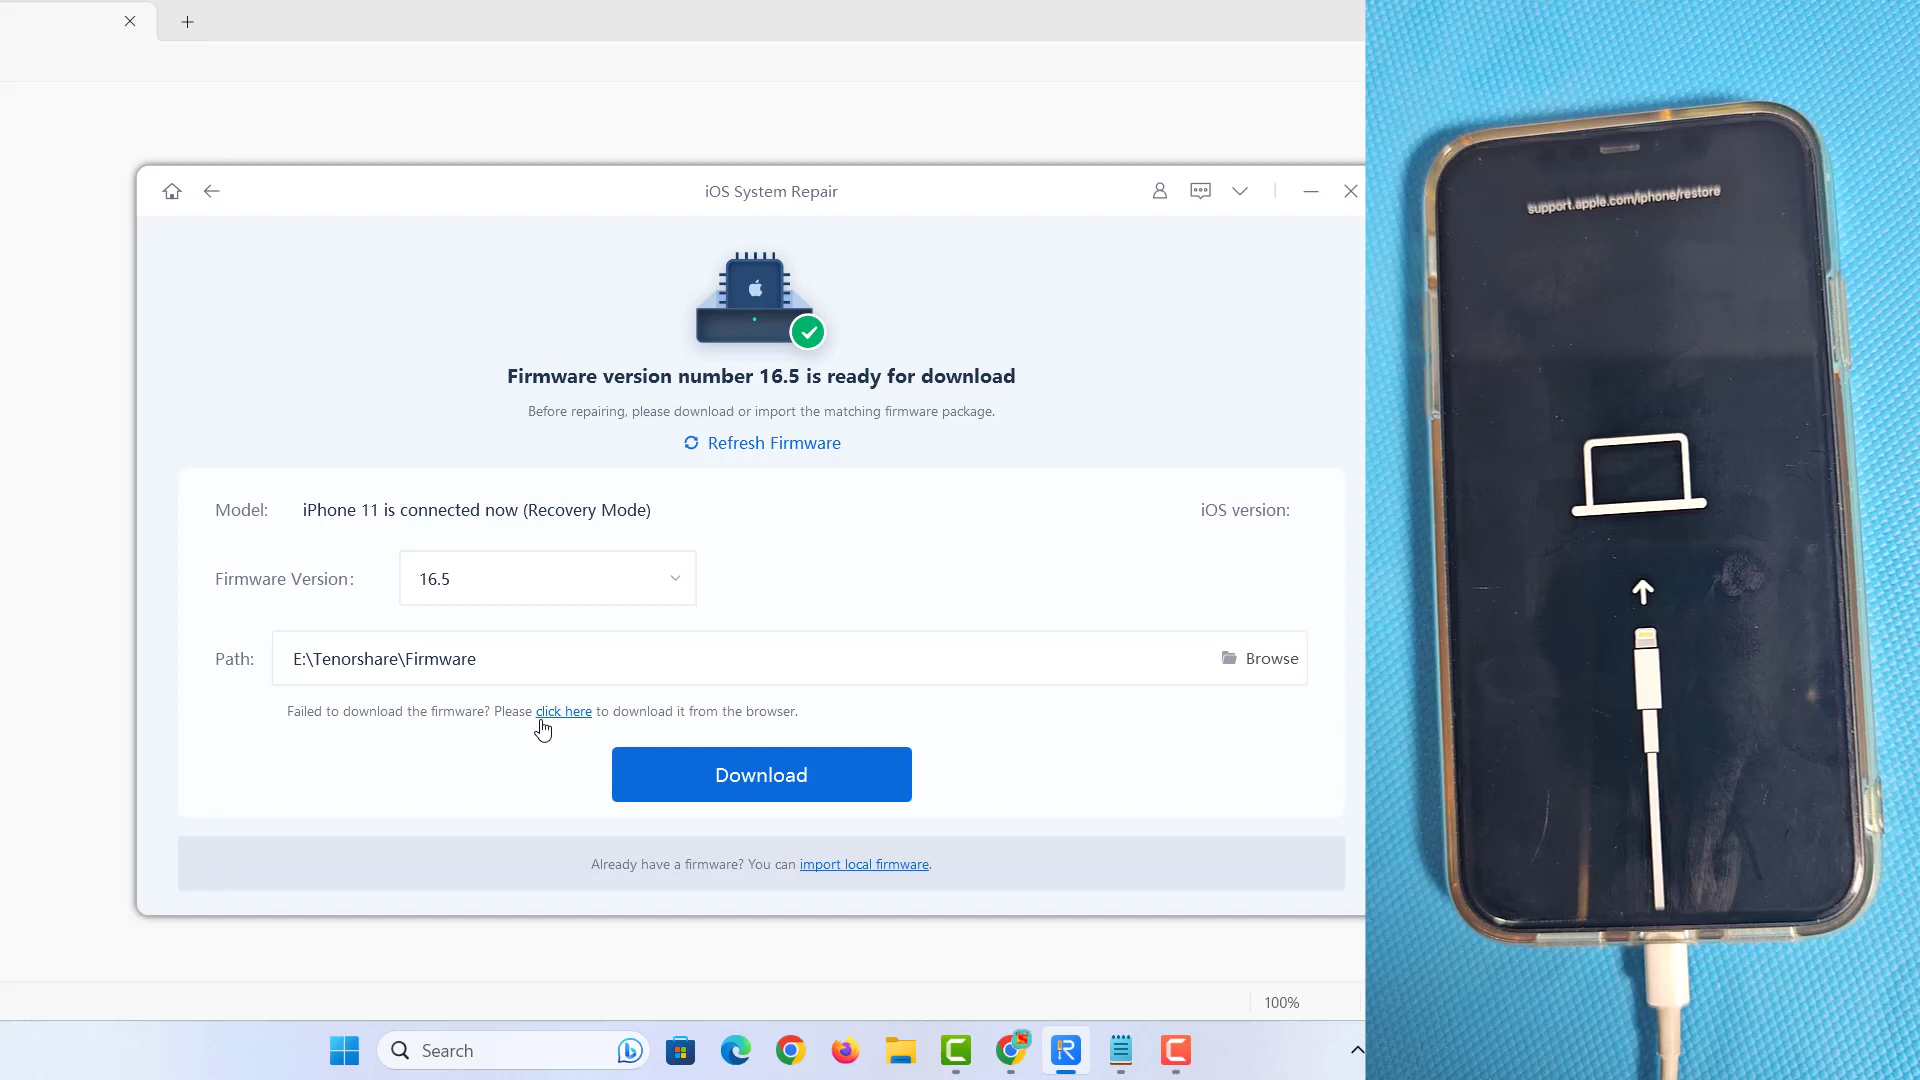 iOS System Repair
Firmware version number 16.5 is ready for download
Before repairing, please download or import the matching firmware package.
Refresh Firmware
Model: iPhone 11 is connected now (Recovery Mode) iOS version:
Firmware Version: 16.5
Path: E:\Tenorshare\Firmware Browse
Failed to download the firmware? Please click here to download it from the browser.
Download
Already have a firmware? You can import local firmware.
100%
Search
support.apple.com/iphone/restore